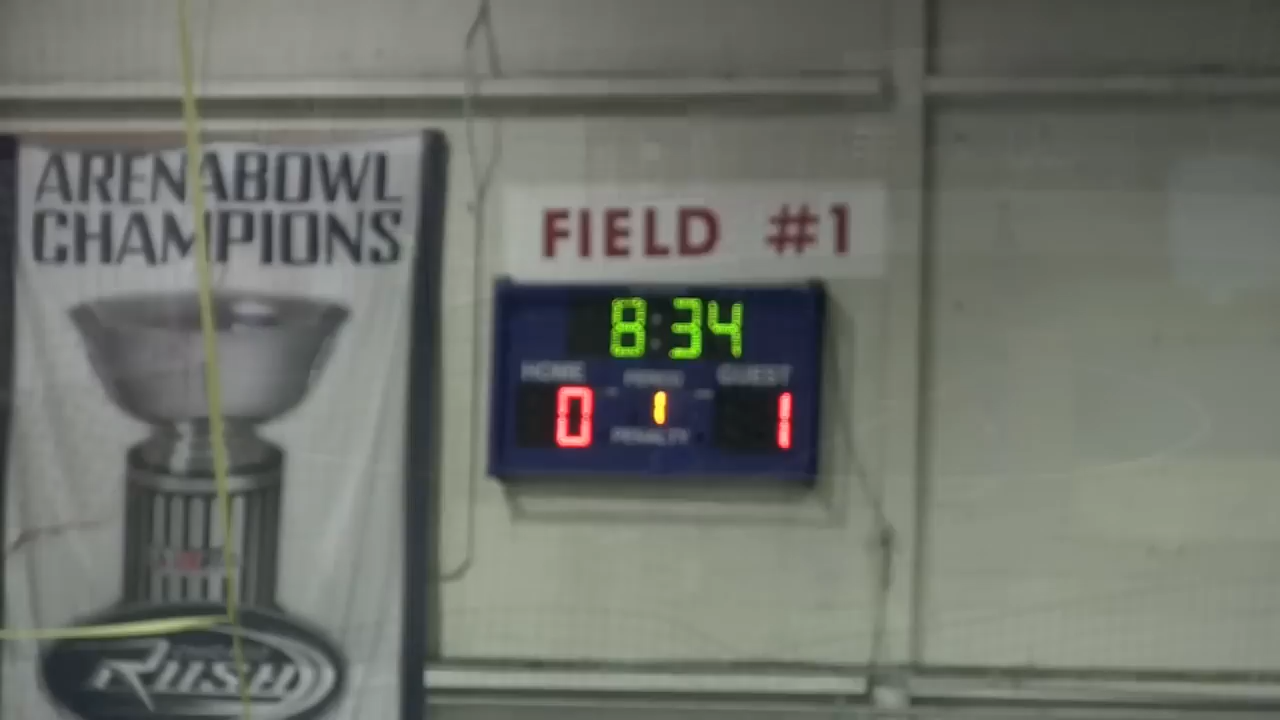 ARENABOWL
CHAMPIONS
RUSH
FIELD #1
8:34
HOME PERIOD GUEST
0 1 1
PENALTY